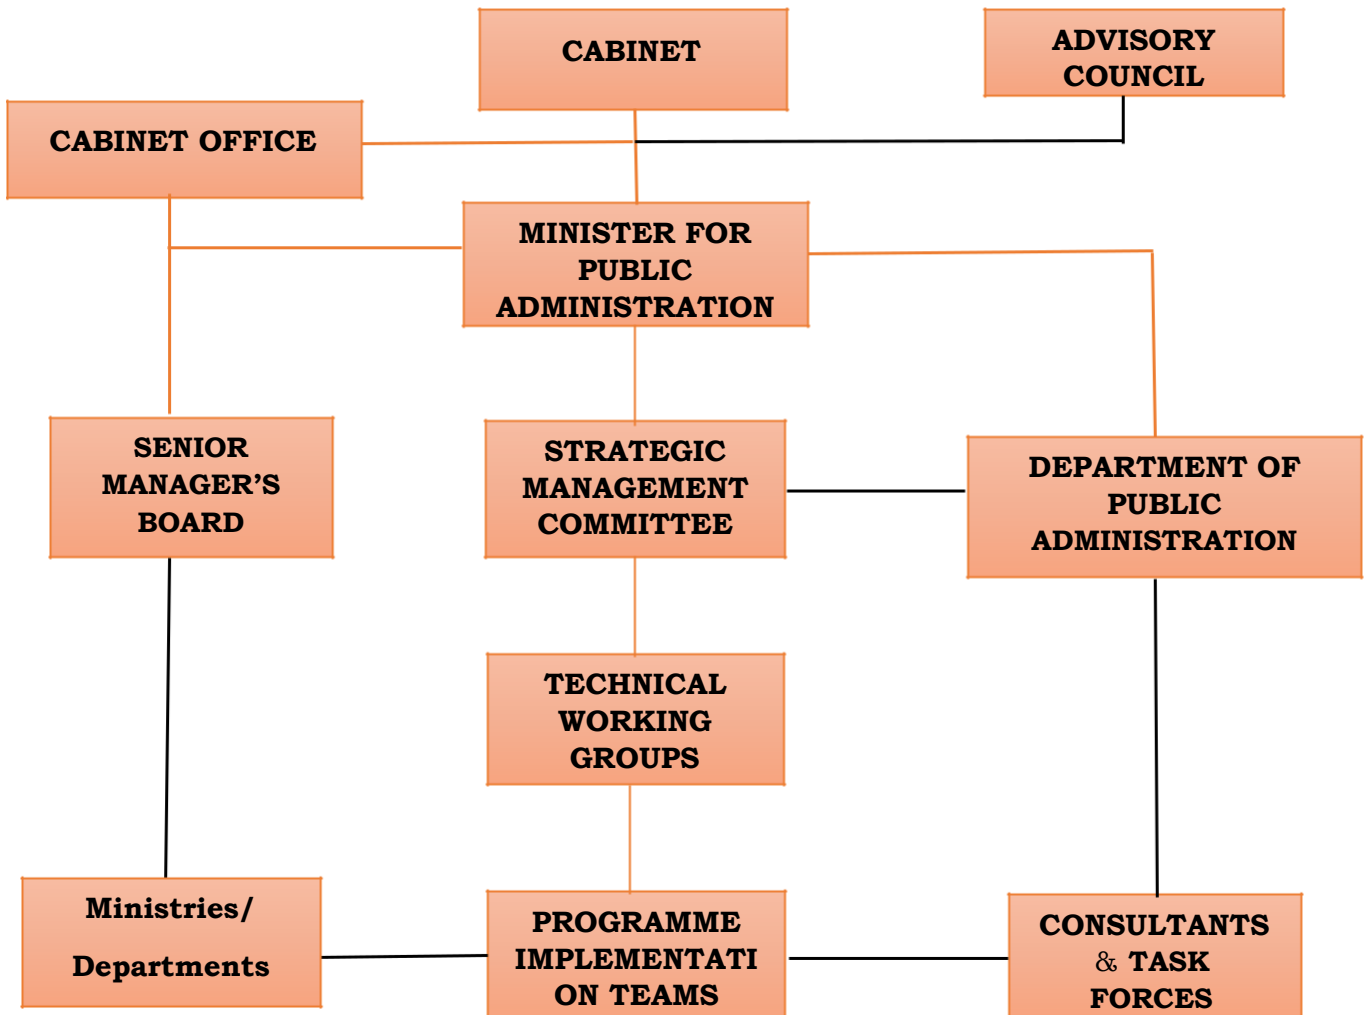 CABINET
ADVISORY
COUNCIL
CABINET OFFICE
MINISTER FOR
PUBLIC
ADMINISTRATION
SENIOR
MANAGER’S
BOARD
STRATEGIC
MANAGEMENT
COMMITTEE
DEPARTMENT OF
PUBLIC
ADMINISTRATION
TECHNICAL
WORKING
GROUPS
Ministries/
Departments
PROGRAMME
IMPLEMENTATI
ON TEAMS
CONSULTANTS
& TASK
FORCES